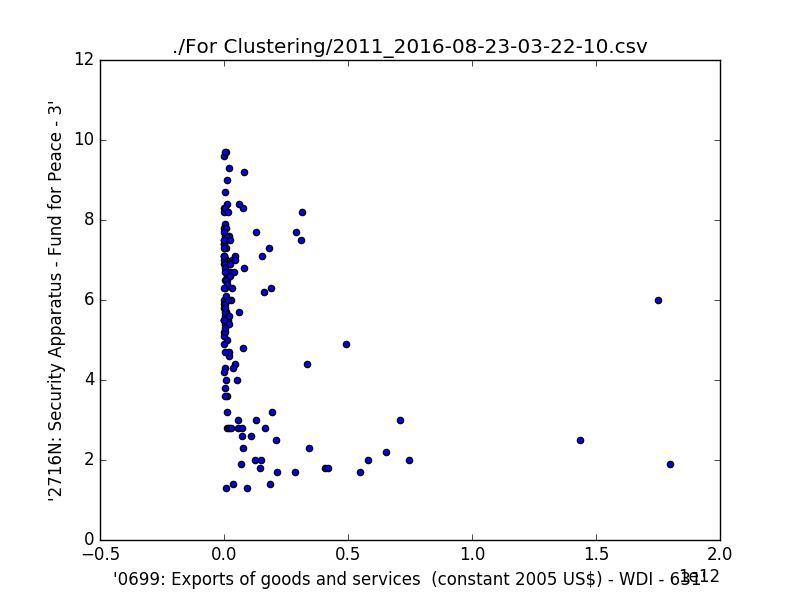 ./For Clustering/2011_2016-08-23-03-22-10.csv
12
10
8
6
4
2
0
'2716N: Security Apparatus - Fund for Peace - 3'
−0.5 0.0 0.5 1.0 1.5 2.0
1e12
'0699: Exports of goods and services (constant 2005 US$) - WDI - 631'